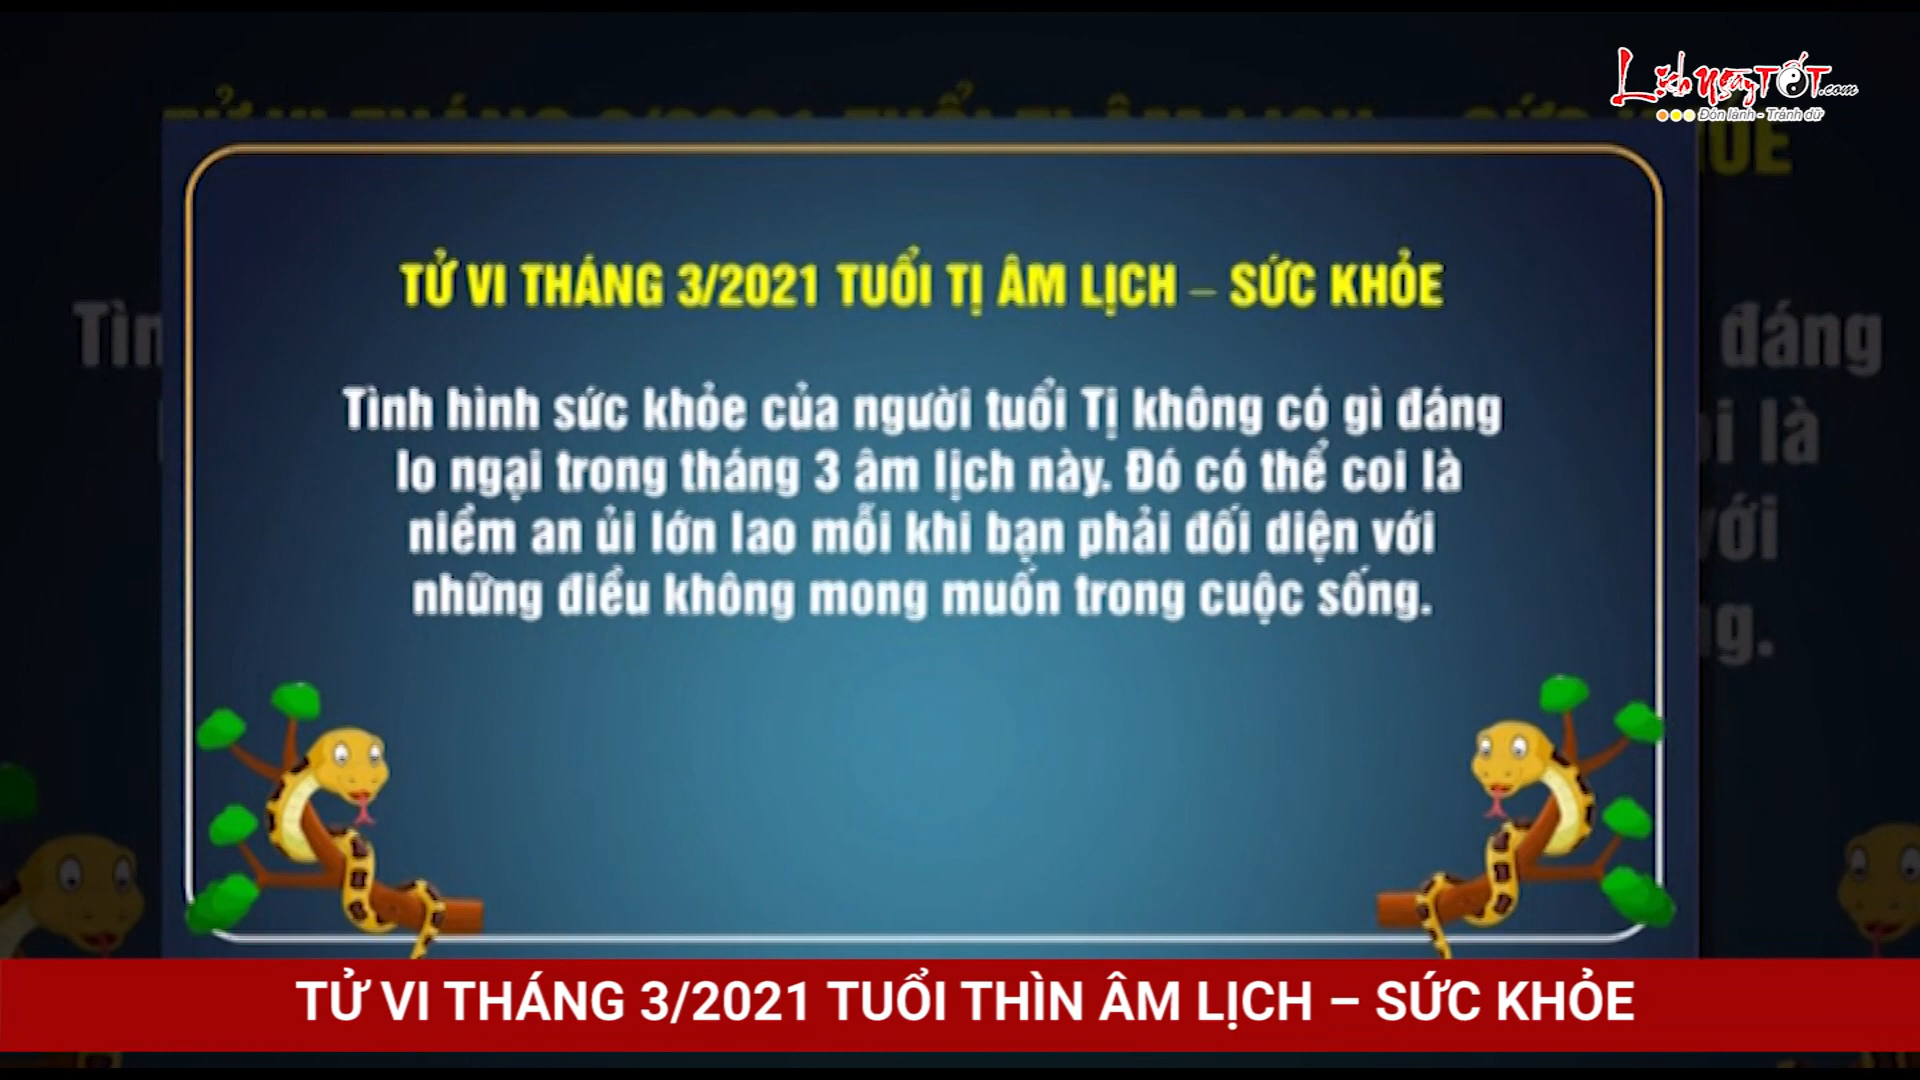 LịchNgàyTỐT.com
Đón lành - Tránh dữ
TỬ VI THÁNG 3/2021 TUỔI TỊ ÂM LỊCH – SỨC KHỎE
Tình hình sức khỏe của người tuổi Tị không có gì đáng
lo ngại trong tháng 3 âm lịch này. Đó có thể coi là
niềm an ủi lớn lao mỗi khi bạn phải đối diện với
những điều không mong muốn trong cuộc sống.
TỬ VI THÁNG 3/2021 TUỔI THÌN ÂM LỊCH – SỨC KHỎE